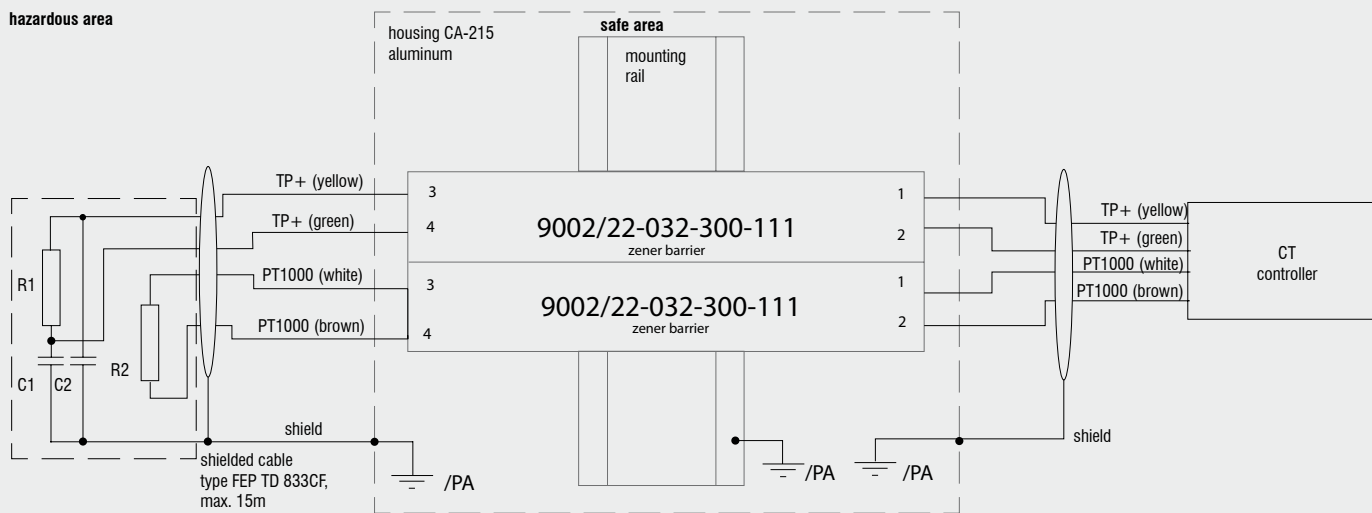 hazardous area
safe area
housing CA-215
aluminum
mounting
rail
TP+ (yellow)
TP+ (green)
PT1000 (white)
PT1000 (brown)
3
4
3
4
9002/22-032-300-111
zener barrier
9002/22-032-300-111
zener barrier
1
2
1
2
TP+ (yellow)
TP+ (green)
PT1000 (white)
PT1000 (brown)
CT
controller
R1
C1
C2
R2
shield
shielded cable
type FEP TD 833CF,
max. 15m
/PA
/PA
/PA
shield